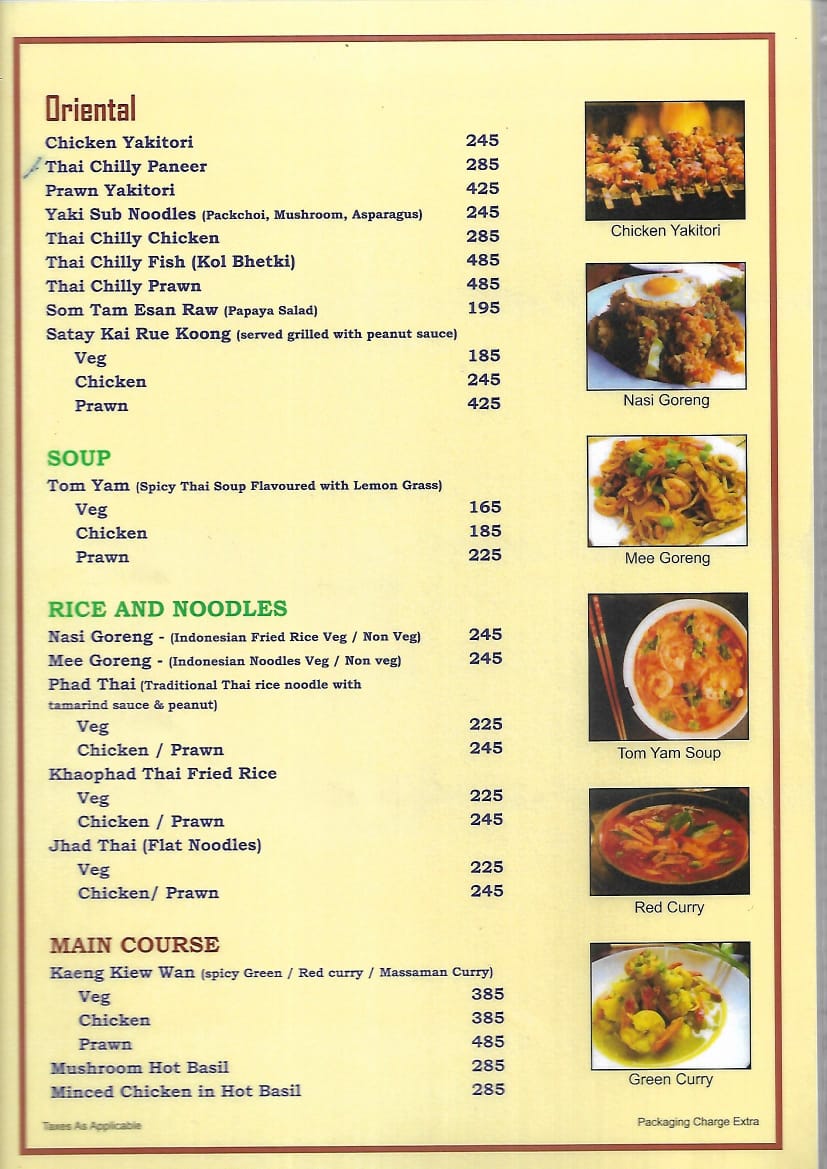 Oriental
Chicken Yakitori 245
Thai Chilly Paneer 285
Prawn Yakitori 425
Yaki Sub Noodles (Packchoi, Mushroom, Asparagus) 245
Thai Chilly Chicken 285
Thai Chilly Fish (Kol Bhetki) 485
Thai Chilly Prawn 485
Som Tam Esan Raw (Papaya Salad) 195
Satay Kai Rue Koong (served grilled with peanut sauce)
Veg 185
Chicken 245
Prawn 425
SOUP
Tom Yam (Spicy Thai Soup Flavoured with Lemon Grass)
Veg 165
Chicken 185
Prawn 225
RICE AND NOODLES
Nasi Goreng - (Indonesian Fried Rice Veg / Non Veg) 245
Mee Goreng - (Indonesian Noodles Veg / Non veg) 245
Phad Thai (Traditional Thai rice noodle with
tamarind sauce & peanut)
Veg 225
Chicken / Prawn 245
Khaophad Thai Fried Rice
Veg 225
Chicken / Prawn 245
Jhad Thai (Flat Noodles)
Veg 225
Chicken/ Prawn 245
MAIN COURSE
Kaeng Kiew Wan (spicy Green / Red curry / Massaman Curry)
Veg 385
Chicken 385
Prawn 485
Mushroom Hot Basil 285
Minced Chicken in Hot Basil 285
Taxes As Applicable
Chicken Yakitori
Nasi Goreng
Mee Goreng
Tom Yam Soup
Red Curry
Green Curry
Packaging Charge Extra